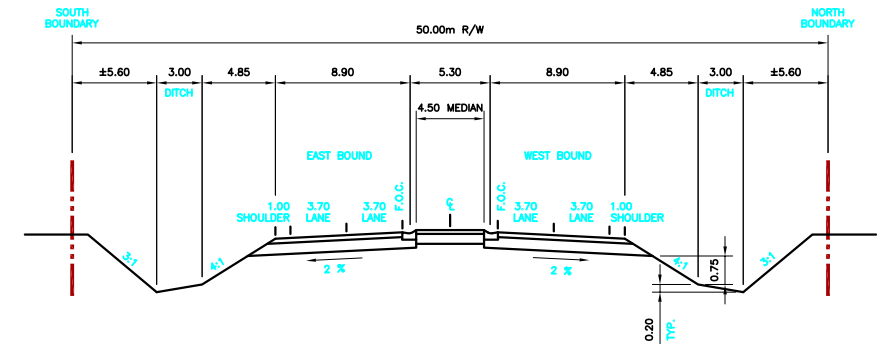 SOUTH
BOUNDARY
NORTH
BOUNDARY
50.00m R/W
±5.60
3.00
4.85
8.90
5.30
8.90
4.85
3.00
±5.60
DITCH
DITCH
4.50 MEDIAN
EAST BOUND
WEST BOUND
1.00
SHOULDER
3.70
LANE
3.70
LANE
F.O.C.
℄
F.O.C.
3.70
LANE
3.70
LANE
1.00
SHOULDER
3:1
4:1
2 %
2 %
4:1
0.75
3:1
0.20
TYP.